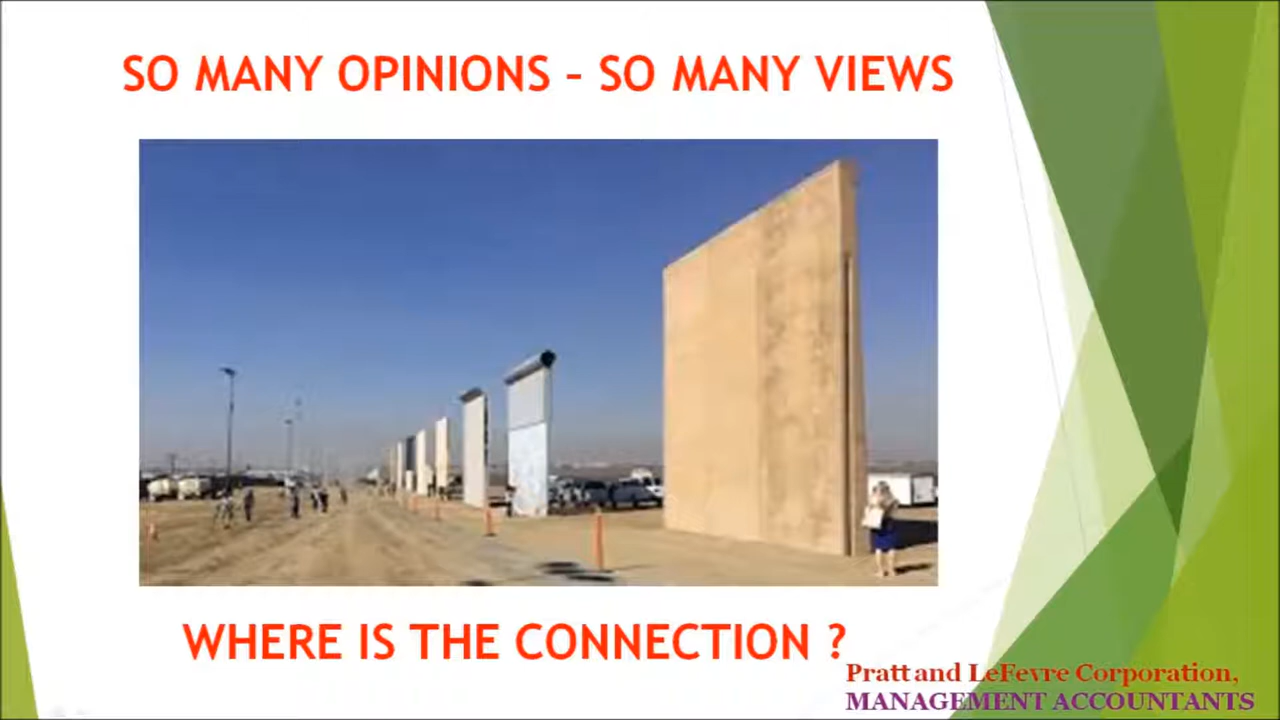 SO MANY OPINIONS – SO MANY VIEWS
WHERE IS THE CONNECTION ?
Pratt and LeFevre Corporation,
MANAGEMENT ACCOUNTANTS